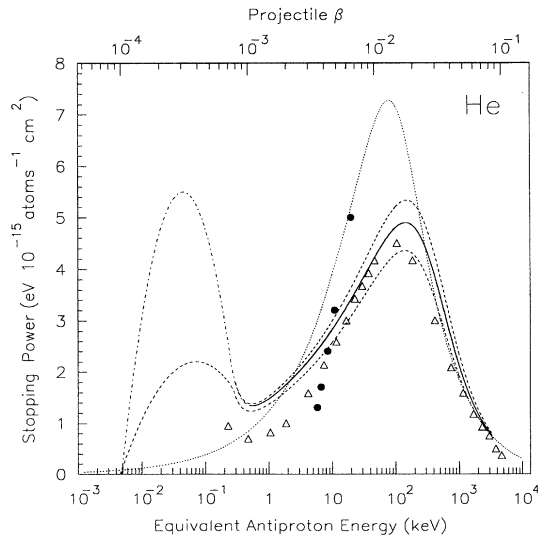 Projectile β
10⁻⁴ 10⁻³ 10⁻² 10⁻¹
He
Stopping Power (eV 10⁻¹⁵ atoms⁻¹ cm²)
8
7
6
5
4
3
2
1
0
10⁻³ 10⁻² 10⁻¹ 1 10 10² 10³ 10⁴
Equivalent Antiproton Energy (keV)